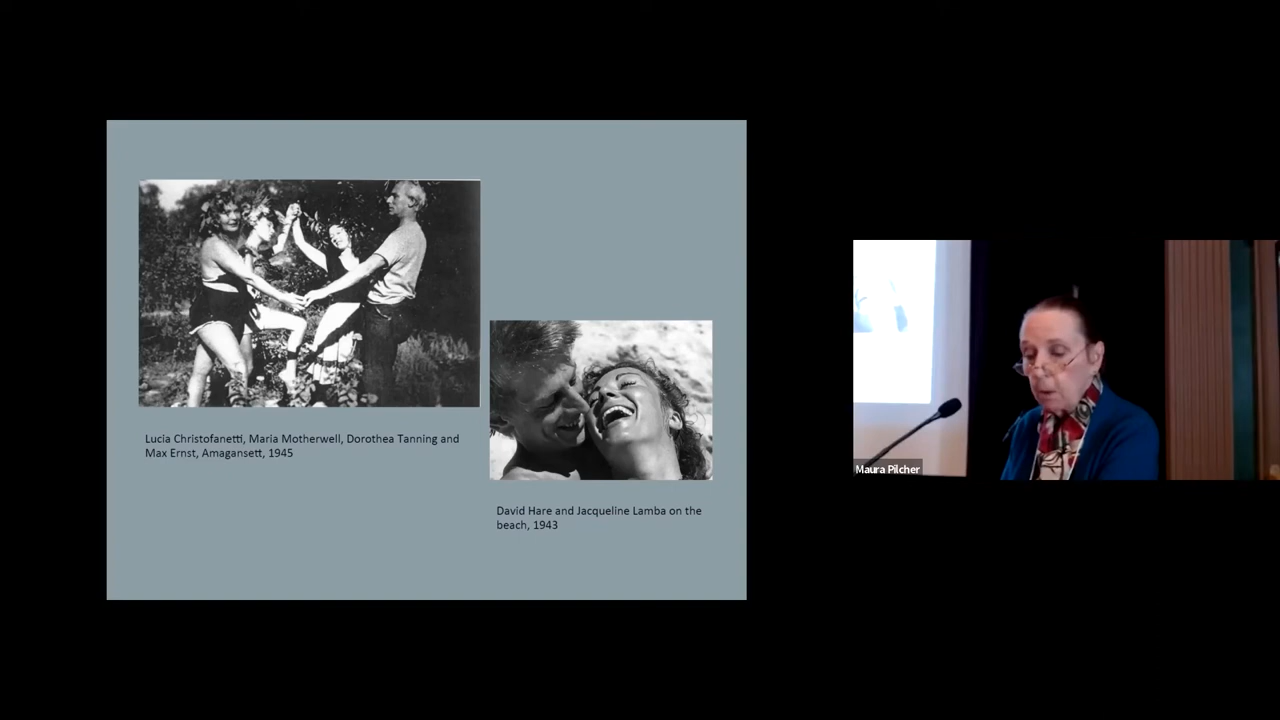 Lucia Christofanetti, Maria Motherwell, Dorothea Tanning and
Max Ernst, Amagansett, 1945
David Hare and Jacqueline Lamba on the
beach, 1943
Maura Pilcher